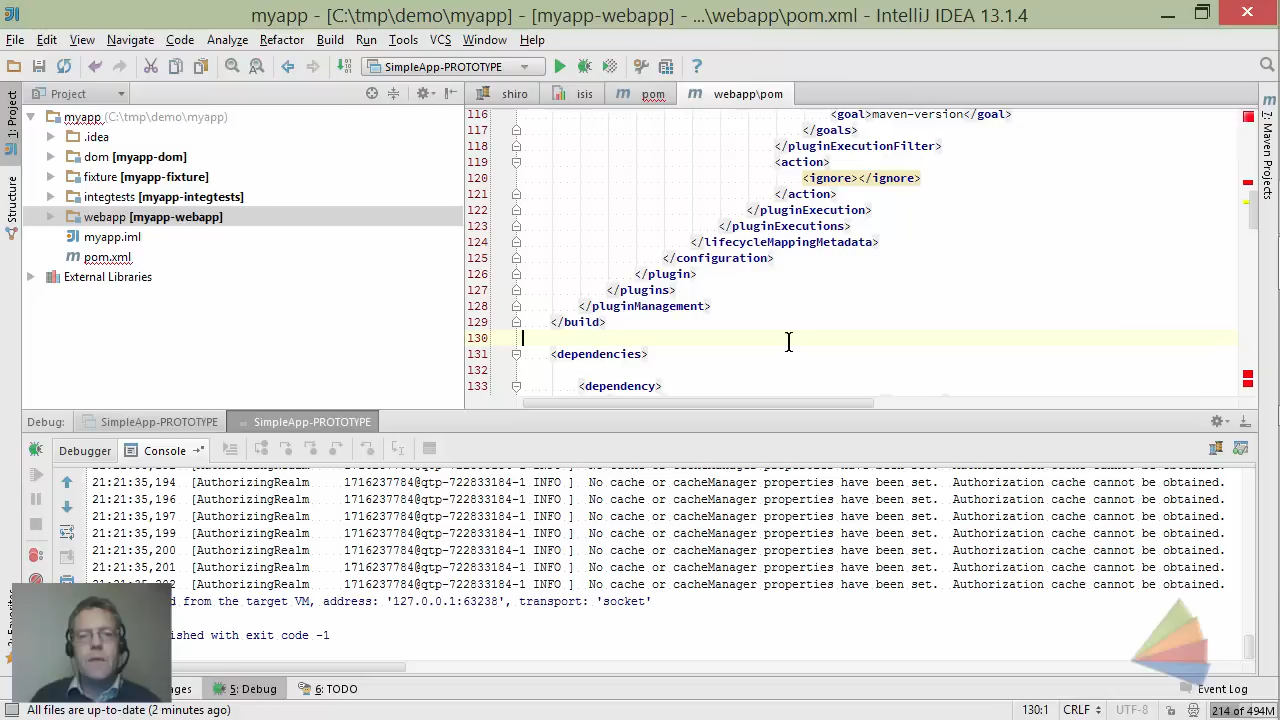 myapp - [C:\tmp\demo\myapp] - [myapp-webapp] - ...\webapp\pom.xml - IntelliJ IDEA 13.1.4
File Edit View Navigate Code Analyze Refactor Build Run Tools VCS Window Help
SimpleApp-PROTOTYPE
Project
shiro isis pom webapp\pom
1: Project
Structure
7: Maven Projects
myapp (C:\tmp\demo\myapp)
.idea
dom [myapp-dom]
fixture [myapp-fixture]
integtests [myapp-integtests]
webapp [myapp-webapp]
myapp.iml
pom.xml
External Libraries
116 <goal>maven-version</goal>
117 </goals>
118 </pluginExecutionFilter>
119 <action>
120 <ignore></ignore>
121 </action>
122 </pluginExecution>
123 </pluginExecutions>
124 </lifecycleMappingMetadata>
125 </configuration>
126 </plugin>
127 </plugins>
128 </pluginManagement>
129 </build>
130
131 <dependencies>
132
133 <dependency>
Debug: SimpleApp-PROTOTYPE SimpleApp-PROTOTYPE
Debugger Console
21:21:35,194 [AuthorizingRealm 1716237784@qtp-722833184-1 INFO ] No cache or cacheManager properties have been set. Authorization cache cannot be obtained.
21:21:35,196 [AuthorizingRealm 1716237784@qtp-722833184-1 INFO ] No cache or cacheManager properties have been set. Authorization cache cannot be obtained.
21:21:35,197 [AuthorizingRealm 1716237784@qtp-722833184-1 INFO ] No cache or cacheManager properties have been set. Authorization cache cannot be obtained.
21:21:35,199 [AuthorizingRealm 1716237784@qtp-722833184-1 INFO ] No cache or cacheManager properties have been set. Authorization cache cannot be obtained.
21:21:35,200 [AuthorizingRealm 1716237784@qtp-722833184-1 INFO ] No cache or cacheManager properties have been set. Authorization cache cannot be obtained.
21:21:35,201 [AuthorizingRealm 1716237784@qtp-722833184-1 INFO ] No cache or cacheManager properties have been set. Authorization cache cannot be obtained.
[AuthorizingRealm 1716237784@qtp-722833184-1 INFO ] No cache or cacheManager properties have been set. Authorization cache cannot be obtained.
from the target VM, address: '127.0.0.1:63238', transport: 'socket'
ished with exit code -1
ages 5: Debug 6: TODO Event Log
All files are up-to-date (2 minutes ago) 130:1 CRLF UTF-8 214 of 494M